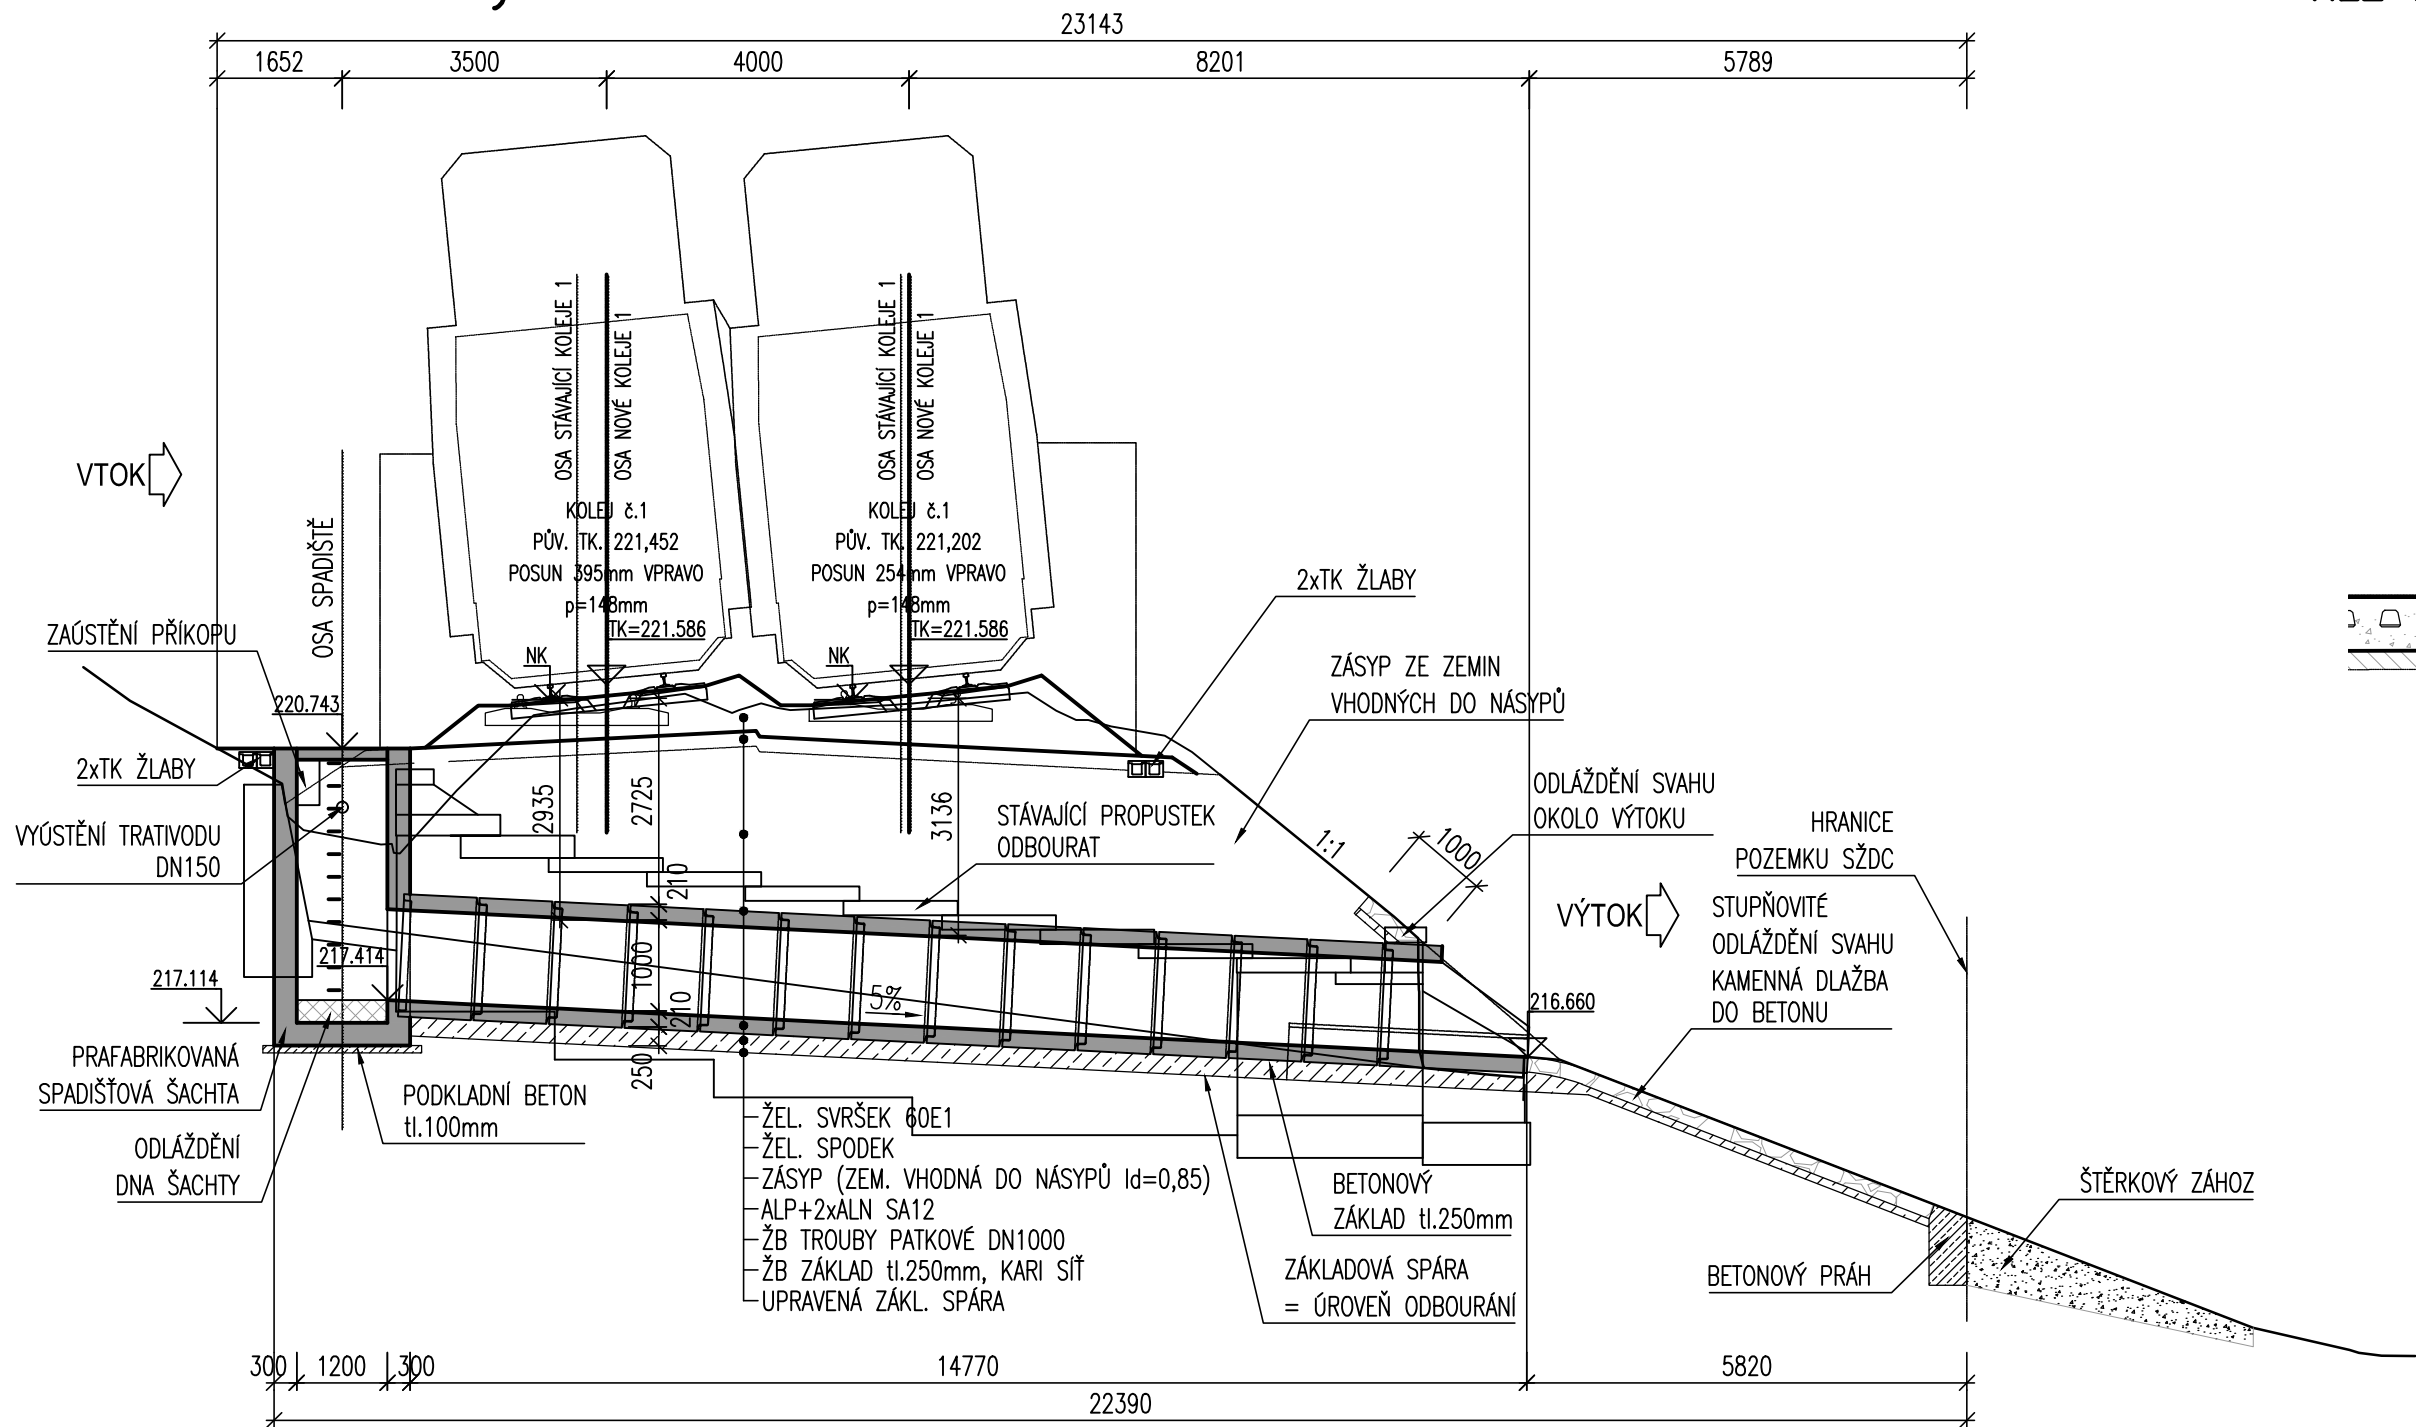 23143
1652 3500 4000 8201 5789
OSA STÁVAJÍCÍ KOLEJE 1
OSA NOVÉ KOLEJE 1
OSA STÁVAJÍCÍ KOLEJE 1
OSA NOVÉ KOLEJE 1
VTOK
OSA SPADIŠTĚ
KOLEJ č.1
PŮV. TK. 221,452
POSUN 395mm VPRAVO
p=148mm
TK=221.586
NK
KOLEJ č.1
PŮV. TK. 221,202
POSUN 254mm VPRAVO
p=148mm
TK=221.586
NK
2xTK ŽLABY
ZAÚSTĚNÍ PŘÍKOPU
ZÁSYP ZE ZEMIN
VHODNÝCH DO NÁSYPŮ
220.743
2xTK ŽLABY
VYÚSTĚNÍ TRATIVODU
DN150
2935
2725
3136
STÁVAJÍCÍ PROPUSTEK
ODBOURAT
1:1
1000
ODLÁŽDĚNÍ SVAHU
OKOLO VÝTOKU
HRANICE
POZEMKU SŽDC
VÝTOK
STUPŇOVITÉ
ODLÁŽDĚNÍ SVAHU
KAMENNÁ DLAŽBA
DO BETONU
210
1000
210
250
217.414
217.114
5%
216.660
PRAFABRIKOVANÁ
SPADIŠŤOVÁ ŠACHTA
PODKLADNÍ BETON
tl.100mm
ODLÁŽDĚNÍ
DNA ŠACHTY
ŽEL. SVRŠEK 60E1
ŽEL. SPODEK
ZÁSYP (ZEM. VHODNÁ DO NÁSYPŮ Id=0,85)
ALP+2xALN SA12
ŽB TROUBY PATKOVÉ DN1000
ŽB ZÁKLAD tl.250mm, KARI SÍŤ
UPRAVENÁ ZÁKL. SPÁRA
BETONOVÝ
ZÁKLAD tl.250mm
ZÁKLADOVÁ SPÁRA
= ÚROVEŇ ODBOURÁNÍ
ŠTĚRKOVÝ ZÁHOZ
BETONOVÝ PRÁH
300 1200 300 14770 5820
22390